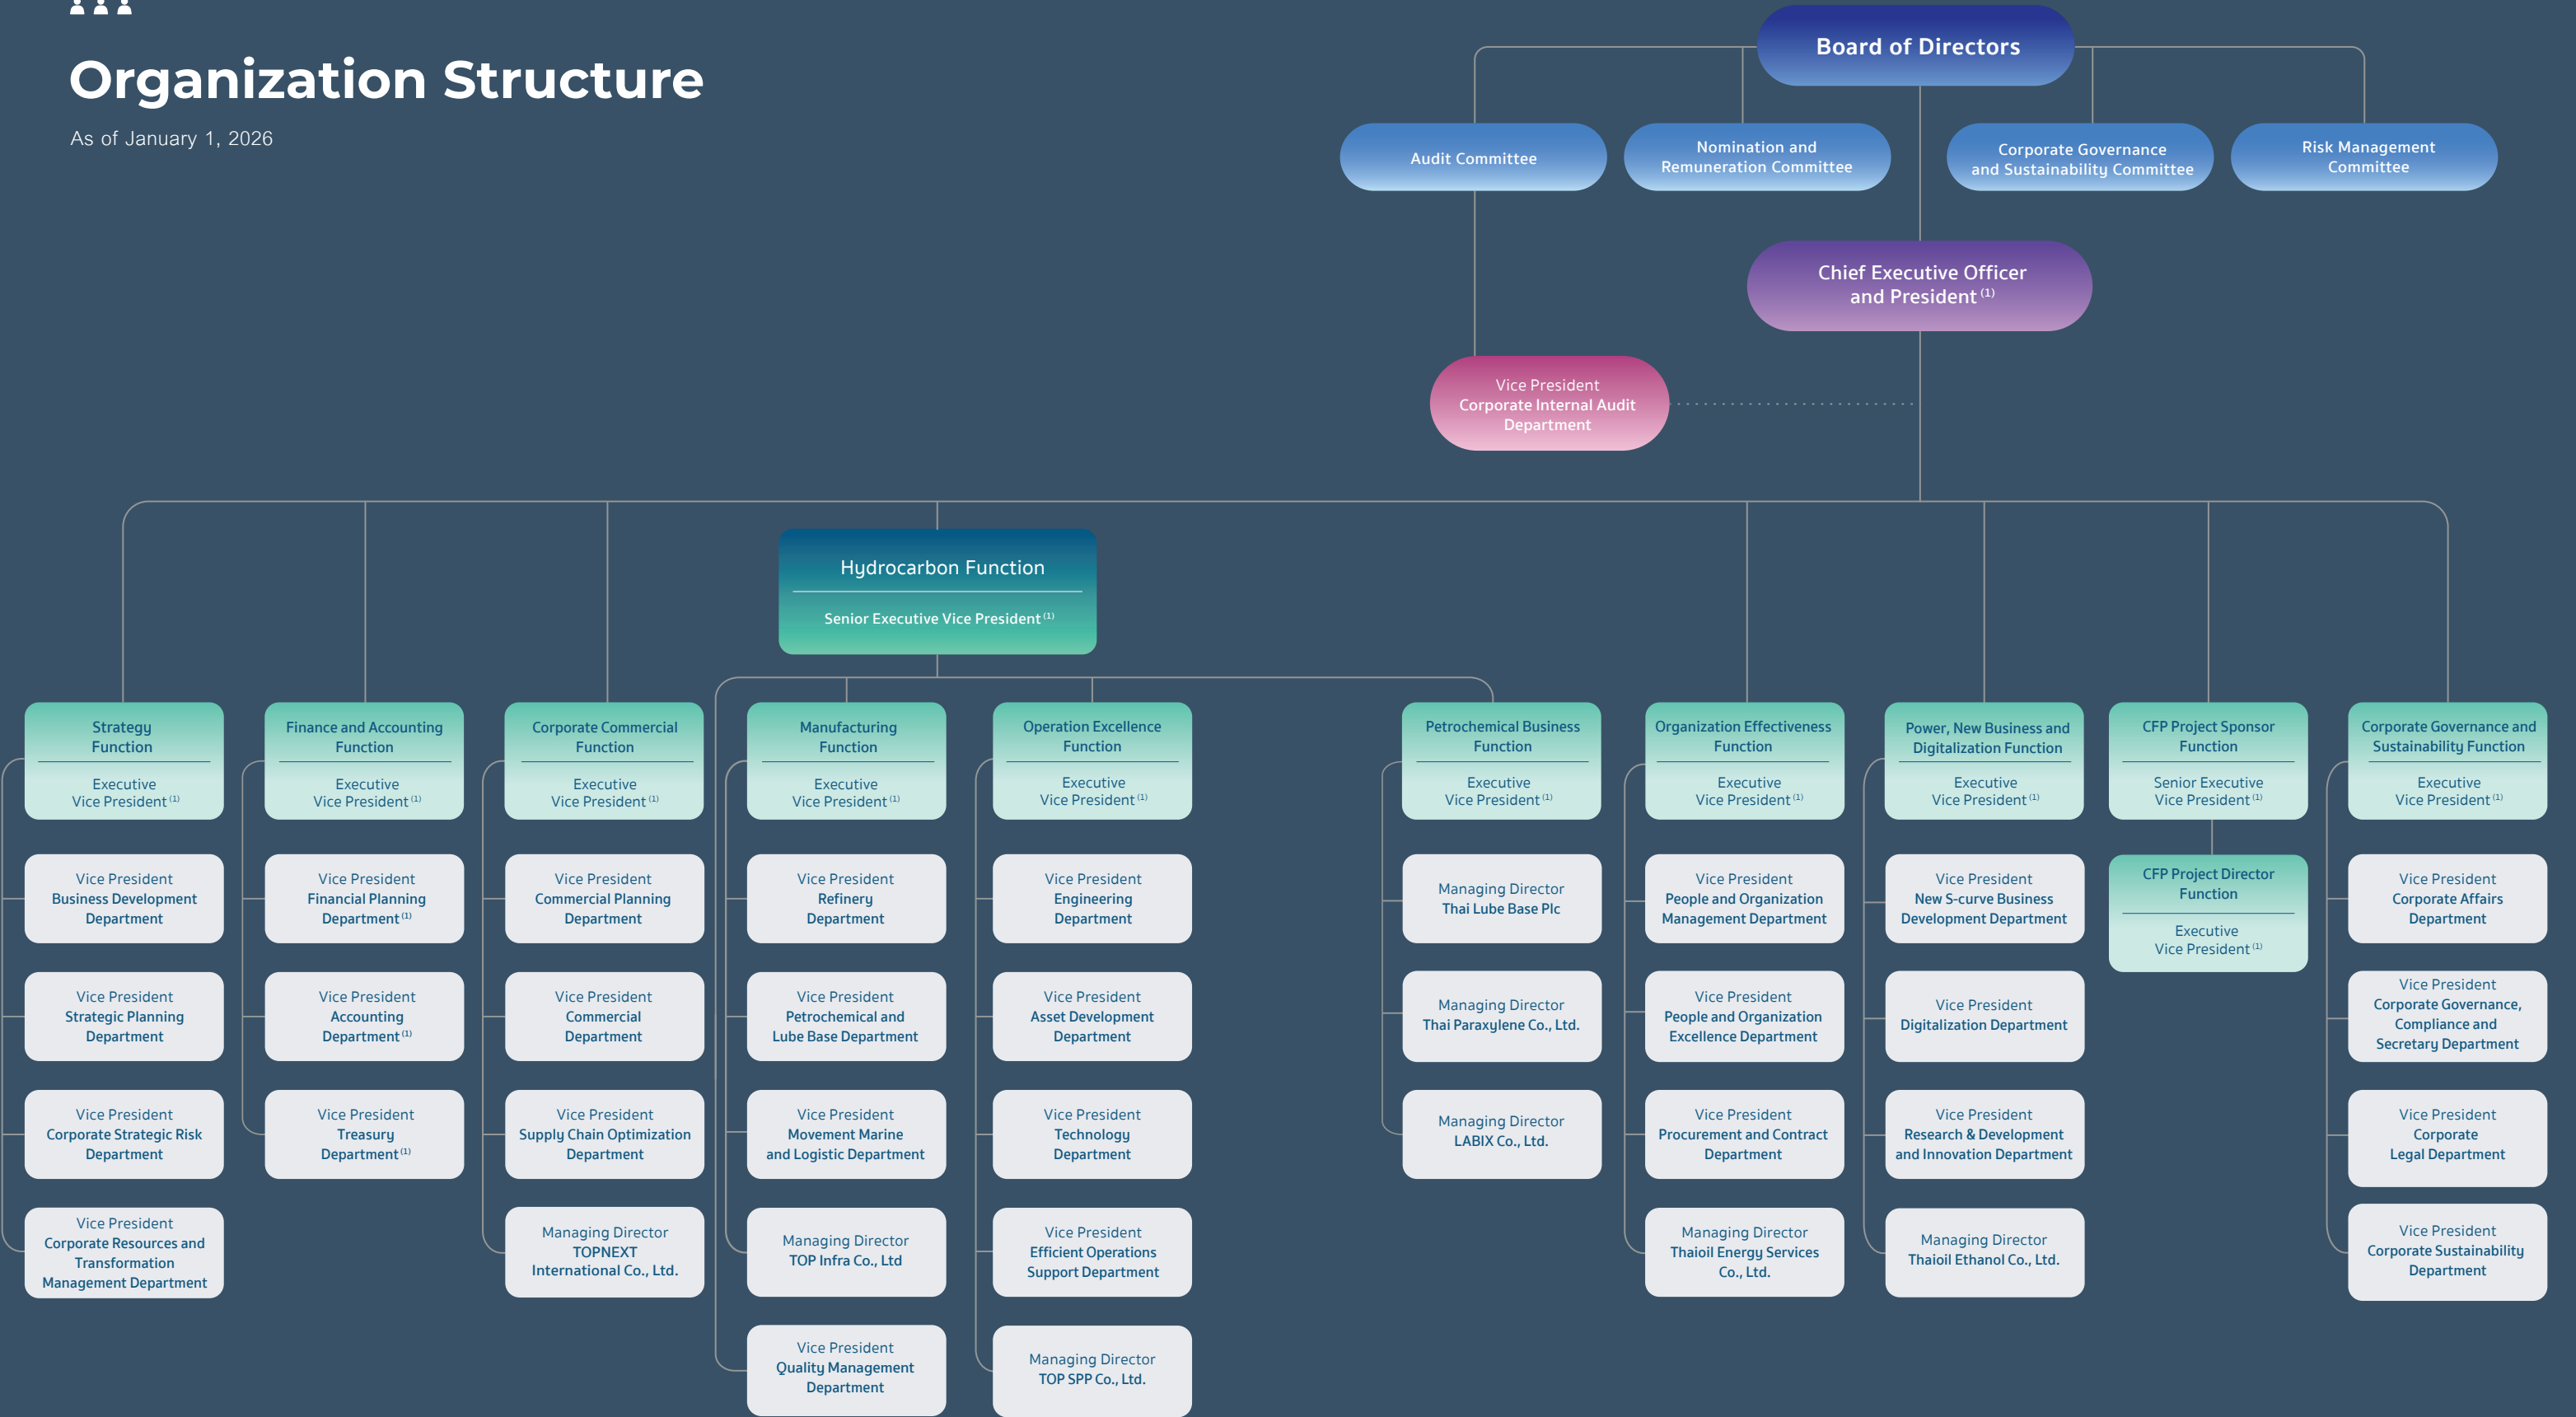 Organization Structure
As of January 1, 2026
Board of Directors
Audit Committee
Nomination and
Remuneration Committee
Corporate Governance
and Sustainability Committee
Risk Management
Committee
Chief Executive Officer
and President (1)
Vice President
Corporate Internal Audit
Department
Hydrocarbon Function
Senior Executive Vice President (1)
Strategy
Function
Executive
Vice President (1)
Vice President
Business Development
Department
Vice President
Strategic Planning
Department
Vice President
Corporate Strategic Risk
Department
Vice President
Corporate Resources and
Transformation
Management Department
Finance and Accounting
Function
Executive
Vice President (1)
Vice President
Financial Planning
Department (1)
Vice President
Accounting
Department (1)
Vice President
Treasury
Department (1)
Corporate Commercial
Function
Executive
Vice President (1)
Vice President
Commercial Planning
Department
Vice President
Commercial
Department
Vice President
Supply Chain Optimization
Department
Managing Director
TOPNEXT
International Co., Ltd.
Manufacturing
Function
Executive
Vice President (1)
Vice President
Refinery
Department
Vice President
Petrochemical and
Lube Base Department
Vice President
Movement Marine
and Logistic Department
Managing Director
TOP Infra Co., Ltd
Vice President
Quality Management
Department
Operation Excellence
Function
Executive
Vice President (1)
Vice President
Engineering
Department
Vice President
Asset Development
Department
Vice President
Technology
Department
Vice President
Efficient Operations
Support Department
Managing Director
TOP SPP Co., Ltd.
Petrochemical Business
Function
Executive
Vice President (1)
Managing Director
Thai Lube Base Plc
Managing Director
Thai Paraxylene Co., Ltd.
Managing Director
LABIX Co., Ltd.
Organization Effectiveness
Function
Executive
Vice President (1)
Vice President
People and Organization
Management Department
Vice President
People and Organization
Excellence Department
Vice President
Procurement and Contract
Department
Managing Director
Thaioil Energy Services
Co., Ltd.
Power, New Business and
Digitalization Function
Executive
Vice President (1)
Vice President
New S-curve Business
Development Department
Vice President
Digitalization Department
Vice President
Research & Development
and Innovation Department
Managing Director
Thaioil Ethanol Co., Ltd.
CFP Project Sponsor
Function
Senior Executive
Vice President (1)
CFP Project Director
Function
Executive
Vice President (1)
Corporate Governance and
Sustainability Function
Executive
Vice President (1)
Vice President
Corporate Affairs
Department
Vice President
Corporate Governance,
Compliance and
Secretary Department
Vice President
Corporate
Legal Department
Vice President
Corporate Sustainability
Department